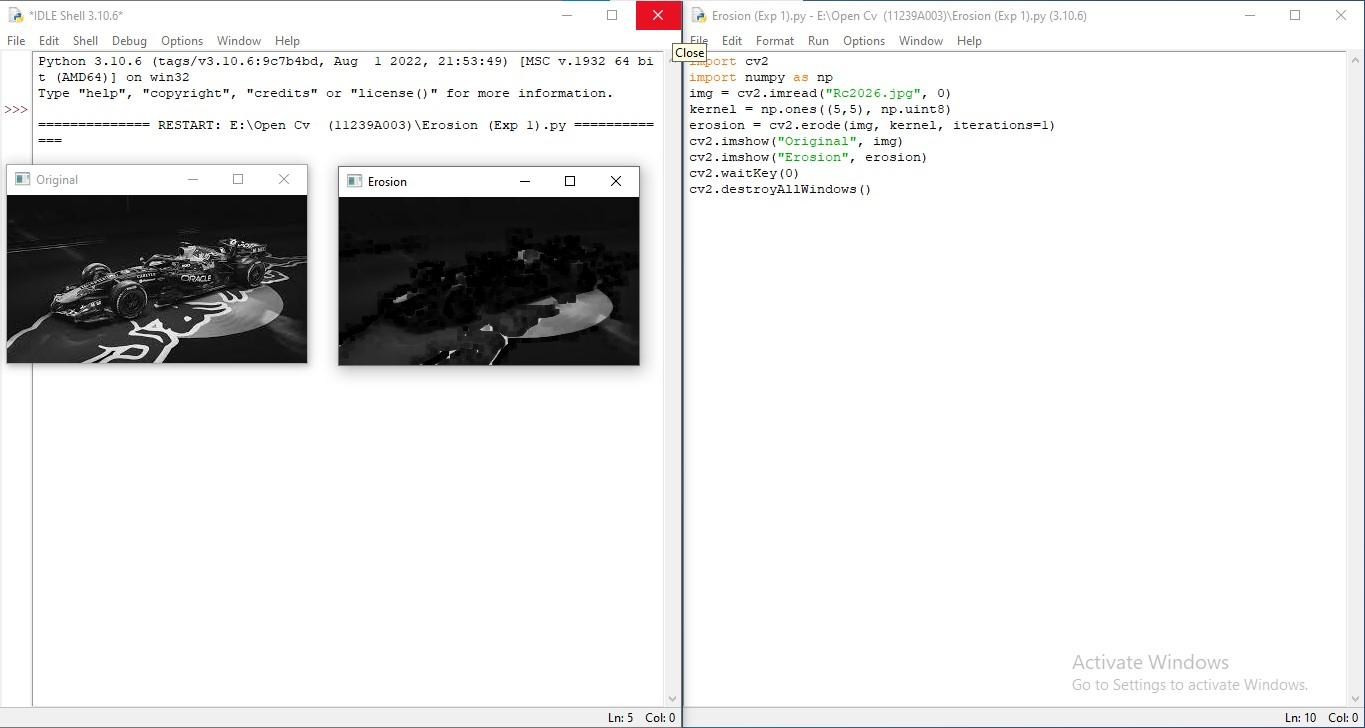 *IDLE Shell 3.10.6*
File Edit Shell Debug Options Window Help
Python 3.10.6 (tags/v3.10.6:9c7b4bd, Aug  1 2022, 21:53:49) [MSC v.1932 64 bi
t (AMD64)] on win32
Type "help", "copyright", "credits" or "license()" for more information.
>>>
============== RESTART: E:\Open Cv  (11239A003)\Erosion (Exp 1).py ==========
===
Original
ORACLE
Erosion
Ln: 5 Col: 0
Erosion (Exp 1).py - E:\Open Cv  (11239A003)\Erosion (Exp 1).py (3.10.6)
File Edit Format Run Options Window Help
Close
import cv2
import numpy as np
img = cv2.imread("Rc2026.jpg", 0)
kernel = np.ones((5,5), np.uint8)
erosion = cv2.erode(img, kernel, iterations=1)
cv2.imshow("Original", img)
cv2.imshow("Erosion", erosion)
cv2.waitKey(0)
cv2.destroyAllWindows()
Activate Windows
Go to Settings to activate Windows.
Ln: 10 Col: 0